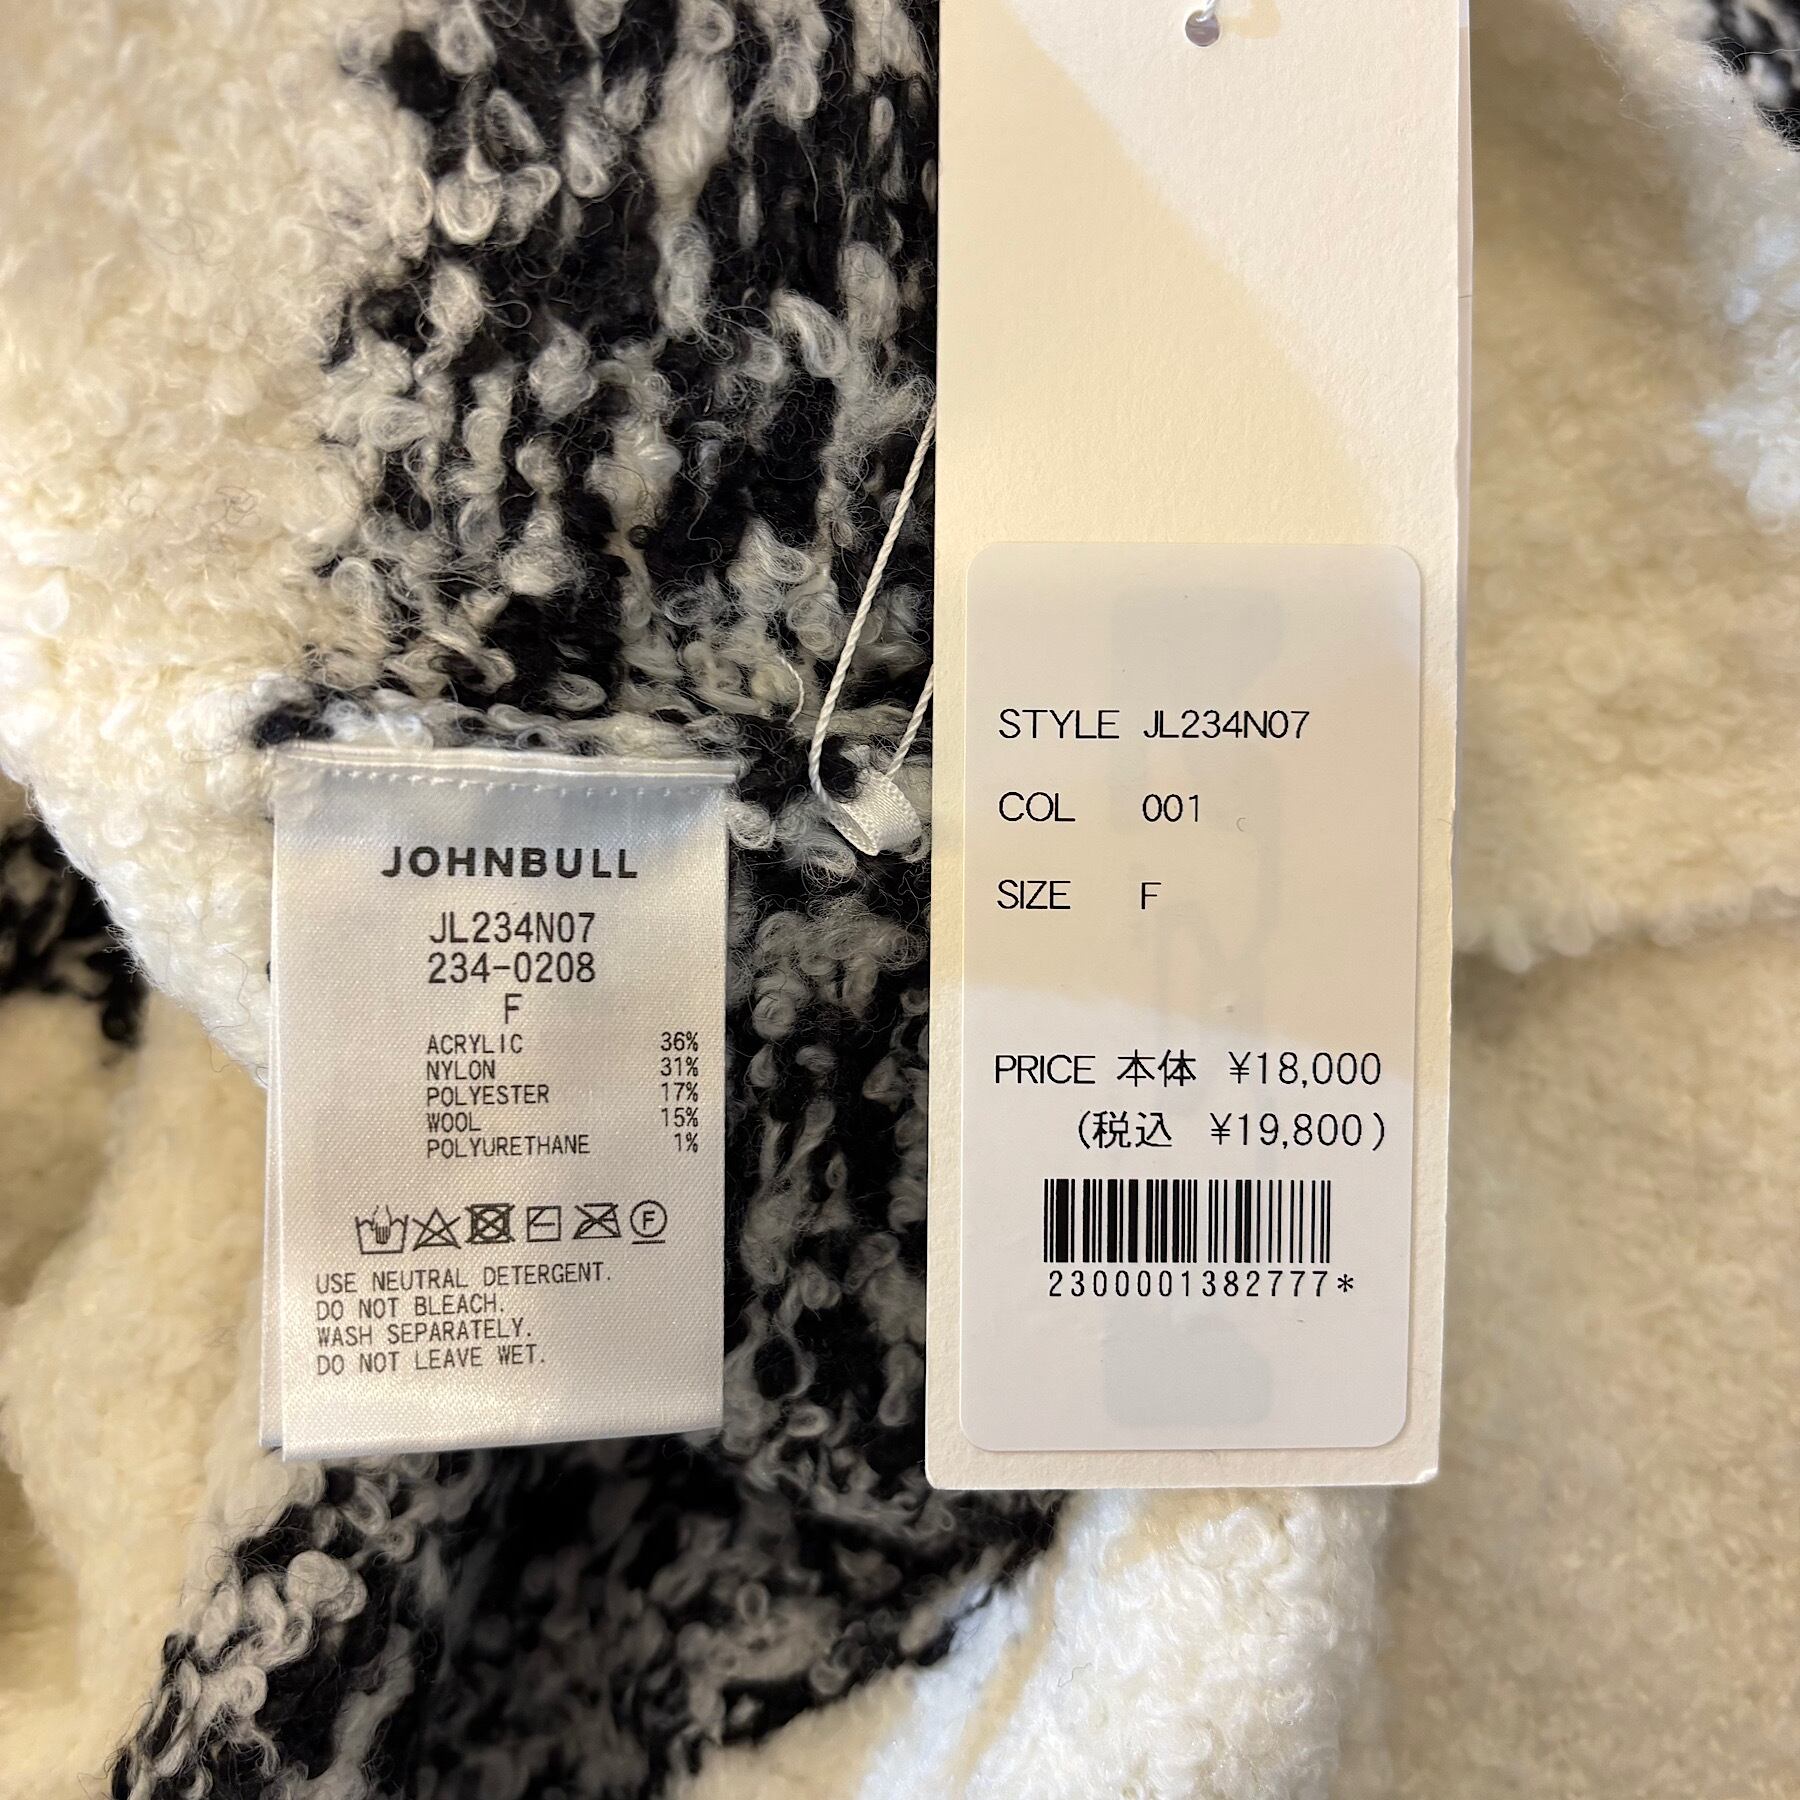 JOHNBULL
JL234N07
234-0208
F
ACRYLIC 36%
NYLON 31%
POLYESTER 17%
WOOL 15%
POLYURETHANE 1%
F
USE NEUTRAL DETERGENT.
DO NOT BLEACH.
WASH SEPARATELY.
DO NOT LEAVE WET.
STYLE JL234N07
COL 001
SIZE F
PRICE 本体 ¥18,000
(税込 ¥19,800)
2300001382777*